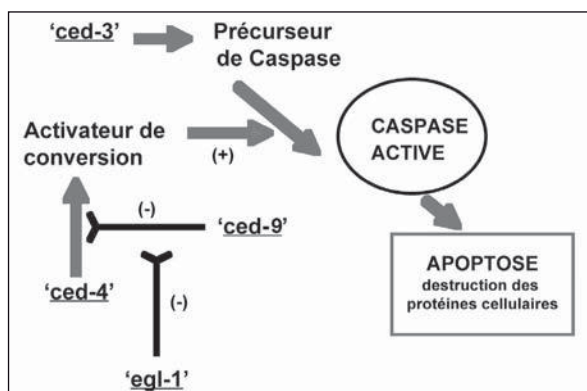 ‘ced-3’
Précurseur
de Caspase
Activateur de
conversion
(+)
CASPASE
ACTIVE
(-)
‘ced-9’
‘ced-4’
(-)
‘egl-1’
APOPTOSE
destruction des
protéines cellulaires